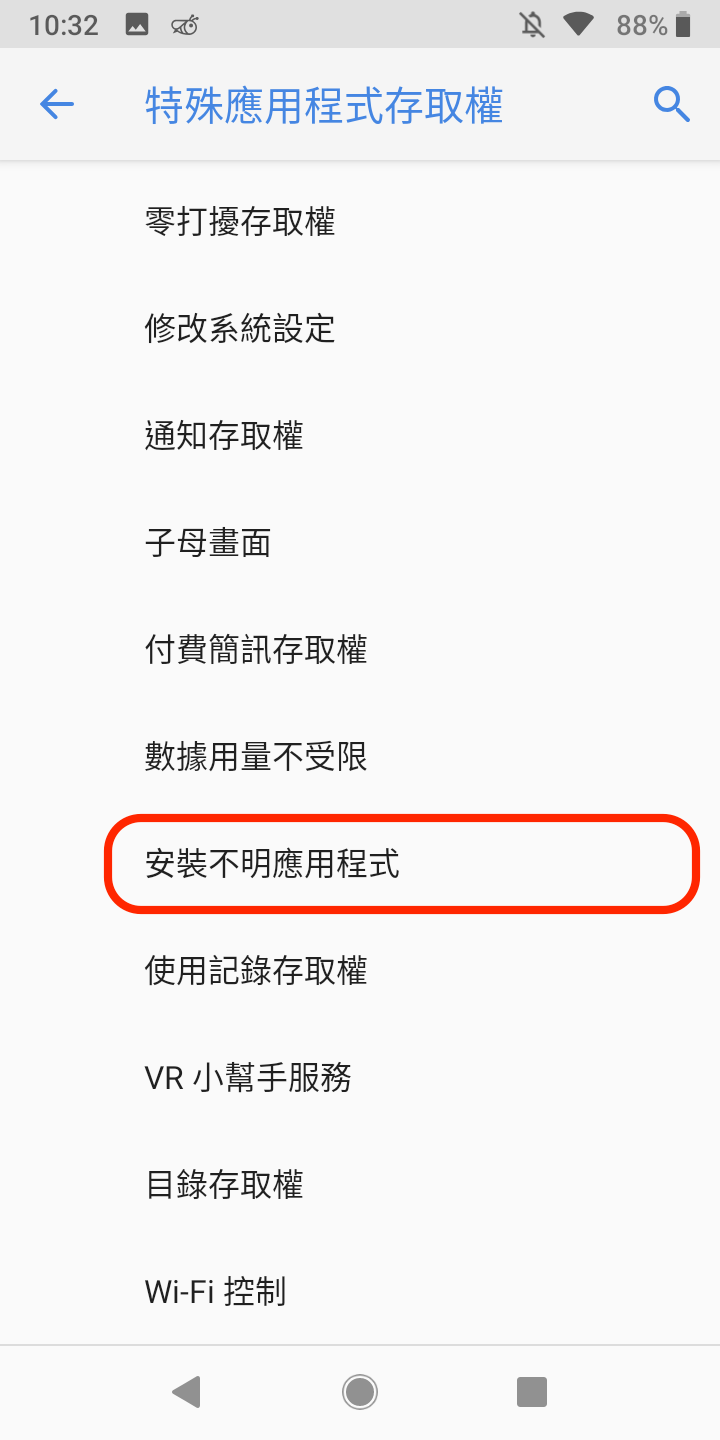 10:32
88%
特殊應用程式存取權
零打擾存取權
修改系統設定
通知存取權
子母畫面
付費簡訊存取權
數據用量不受限
安裝不明應用程式
使用記錄存取權
VR 小幫手服務
目錄存取權
Wi-Fi 控制